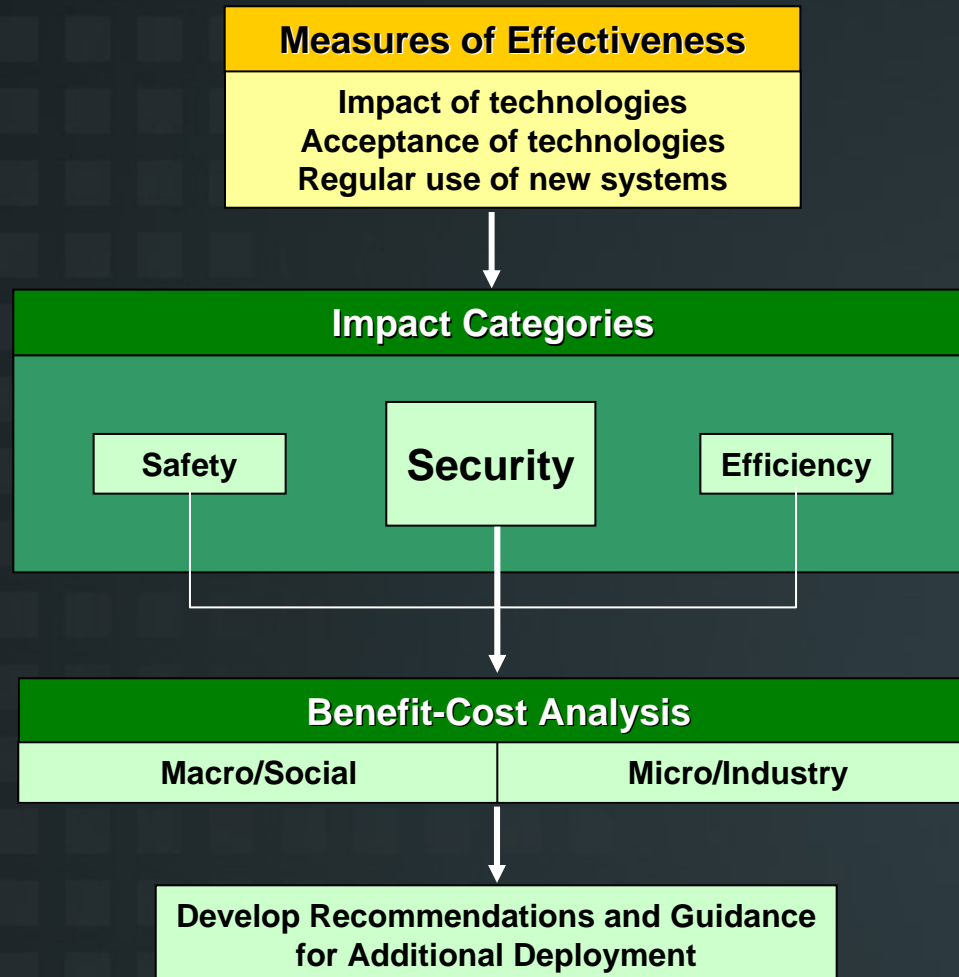 Measures of Effectiveness
Impact of technologies
Acceptance of technologies
Regular use of new systems
Impact Categories
Safety
Security
Efficiency
Benefit-Cost Analysis
Macro/Social
Micro/Industry
Develop Recommendations and Guidance
for Additional Deployment